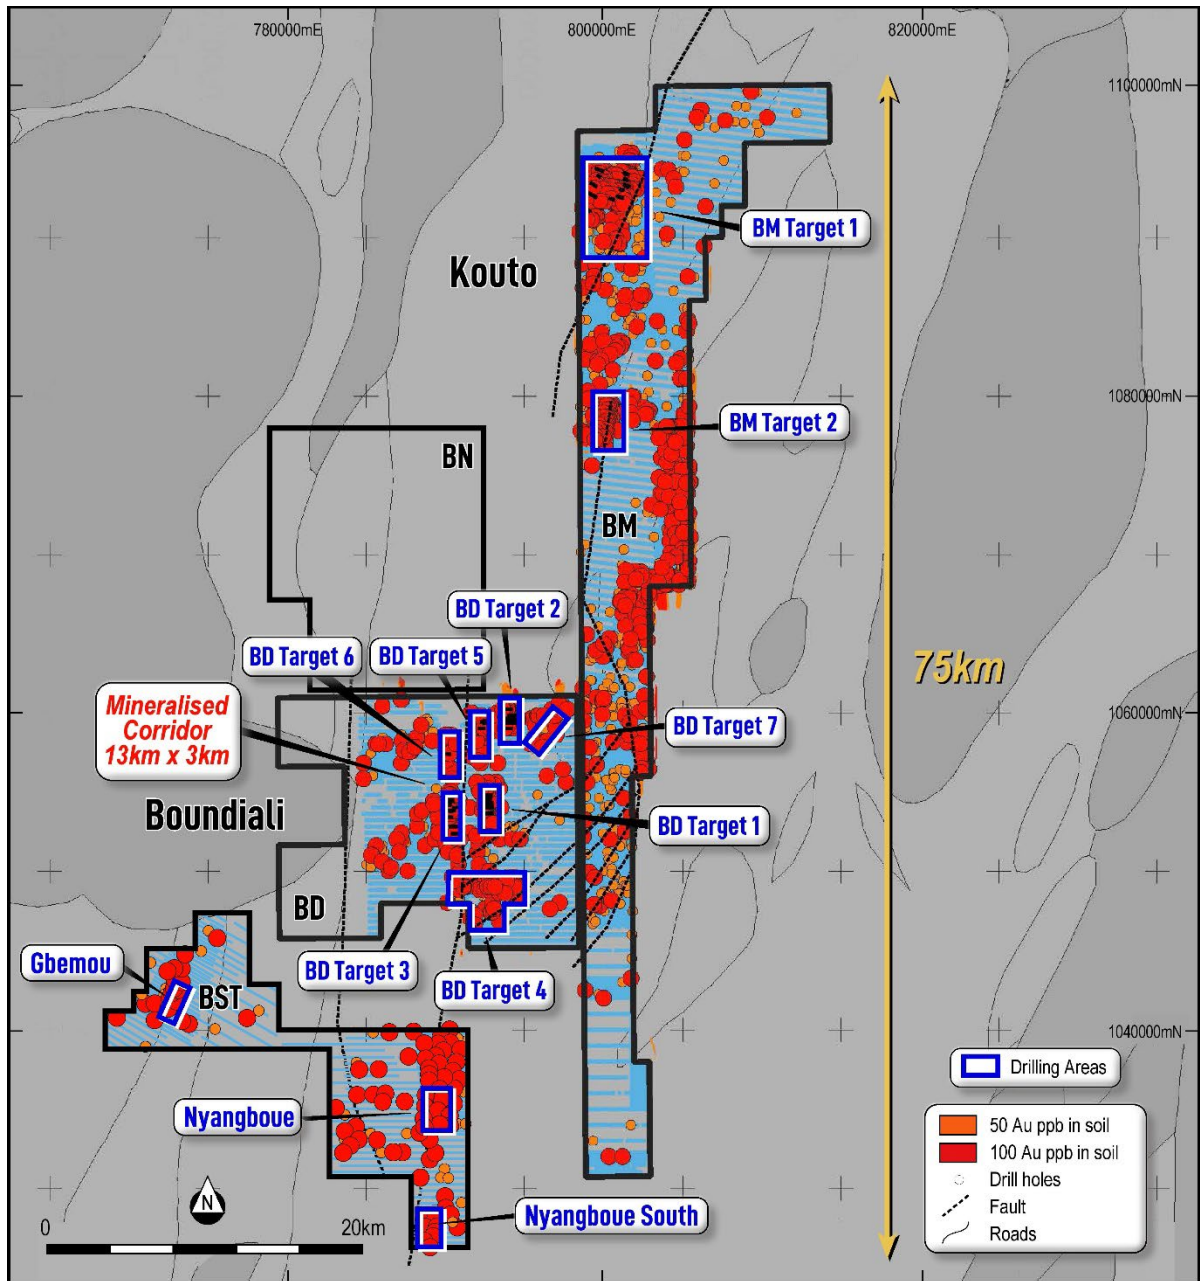 780000mE
800000mE
820000mE
1100000mN
BM Target 1
Kouto
1080000mN
BM Target 2
BN
BM
BD Target 2
BD Target 6
BD Target 5
75km
Mineralised
Corridor
13km x 3km
1060000mN
BD Target 7
Boundiali
BD Target 1
BD
BD Target 3
BD Target 4
Gbemou
BST
1040000mN
Nyangboue
Nyangboue South
N
0
20km
Drilling Areas
50 Au ppb in soil
100 Au ppb in soil
Drill holes
Fault
Roads